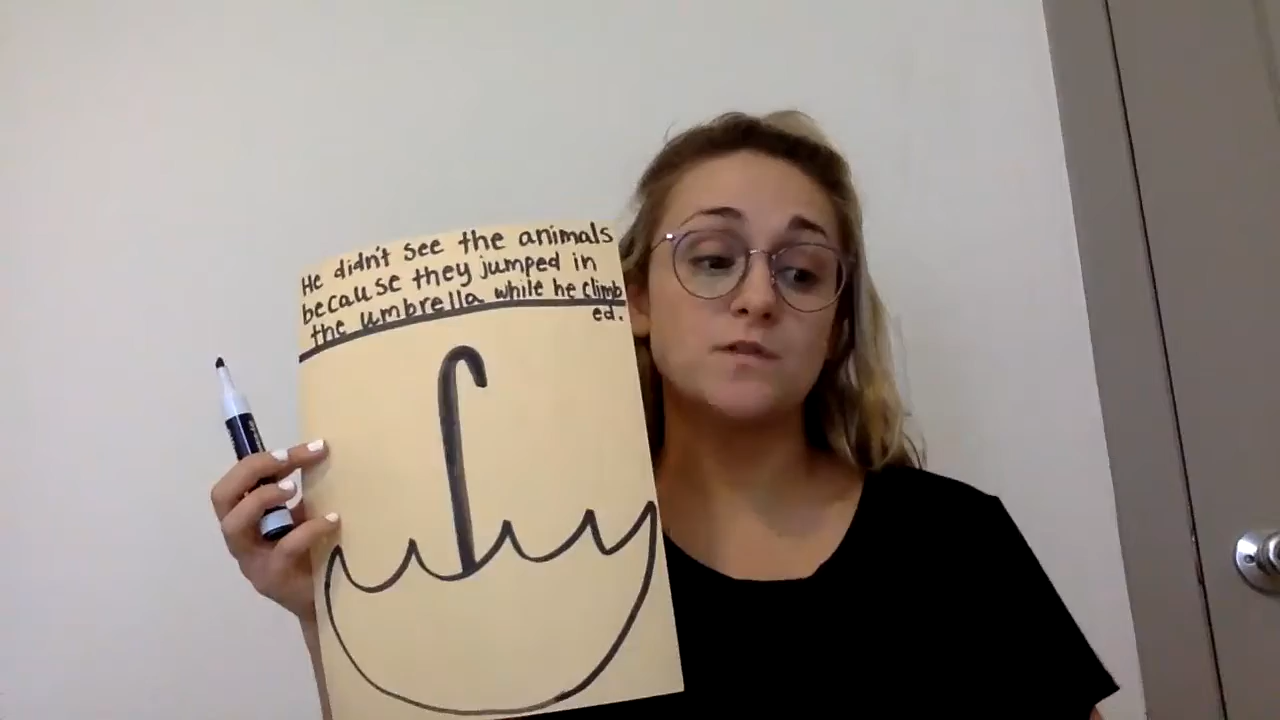 He didn't see the animals
because they jumped in
the umbrella while he climb
ed.